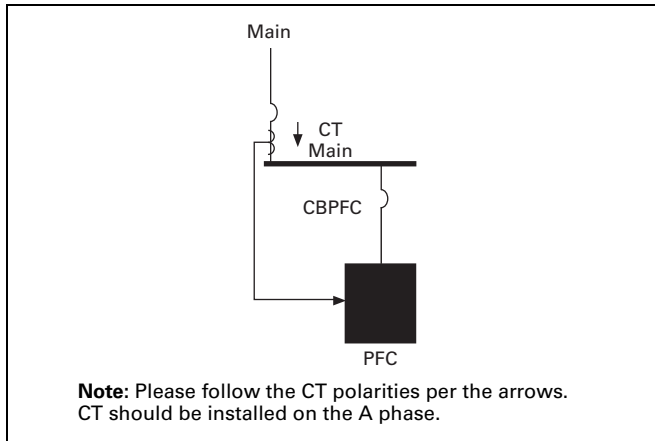 Main
CT
Main
CBPFC
PFC
Note: Please follow the CT polarities per the arrows.
CT should be installed on the A phase.